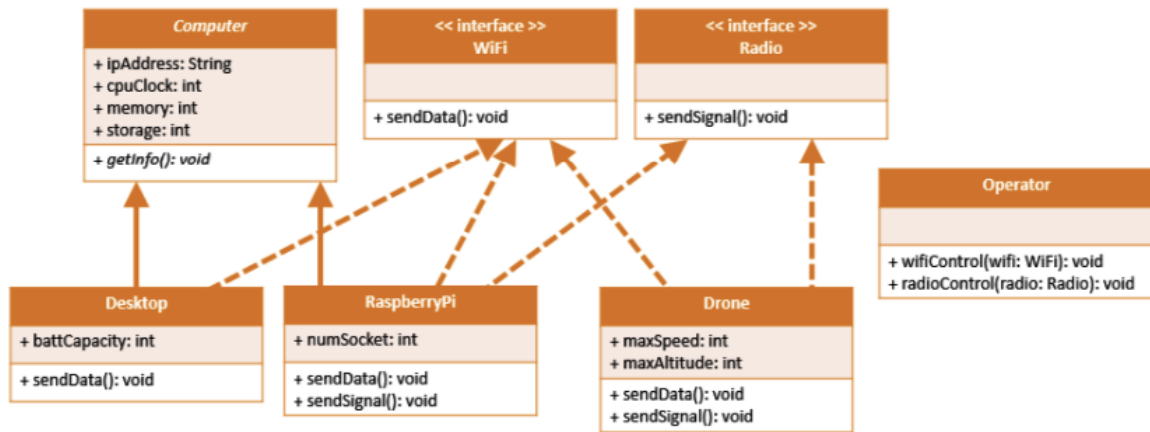 Computer
+ ipAddress: String
+ cpuClock: int
+ memory: int
+ storage: int
+ getInfo(): void
<< interface >>
WiFi
+ sendData(): void
<< interface >>
Radio
+ sendSignal(): void
Operator
+ wifiControl(wifi: WiFi): void
+ radioControl(radio: Radio): void
Desktop
+ battCapacity: int
+ sendData(): void
RaspberryPi
+ numSocket: int
+ sendData(): void
+ sendSignal(): void
Drone
+ maxSpeed: int
+ maxAltitude: int
+ sendData(): void
+ sendSignal(): void